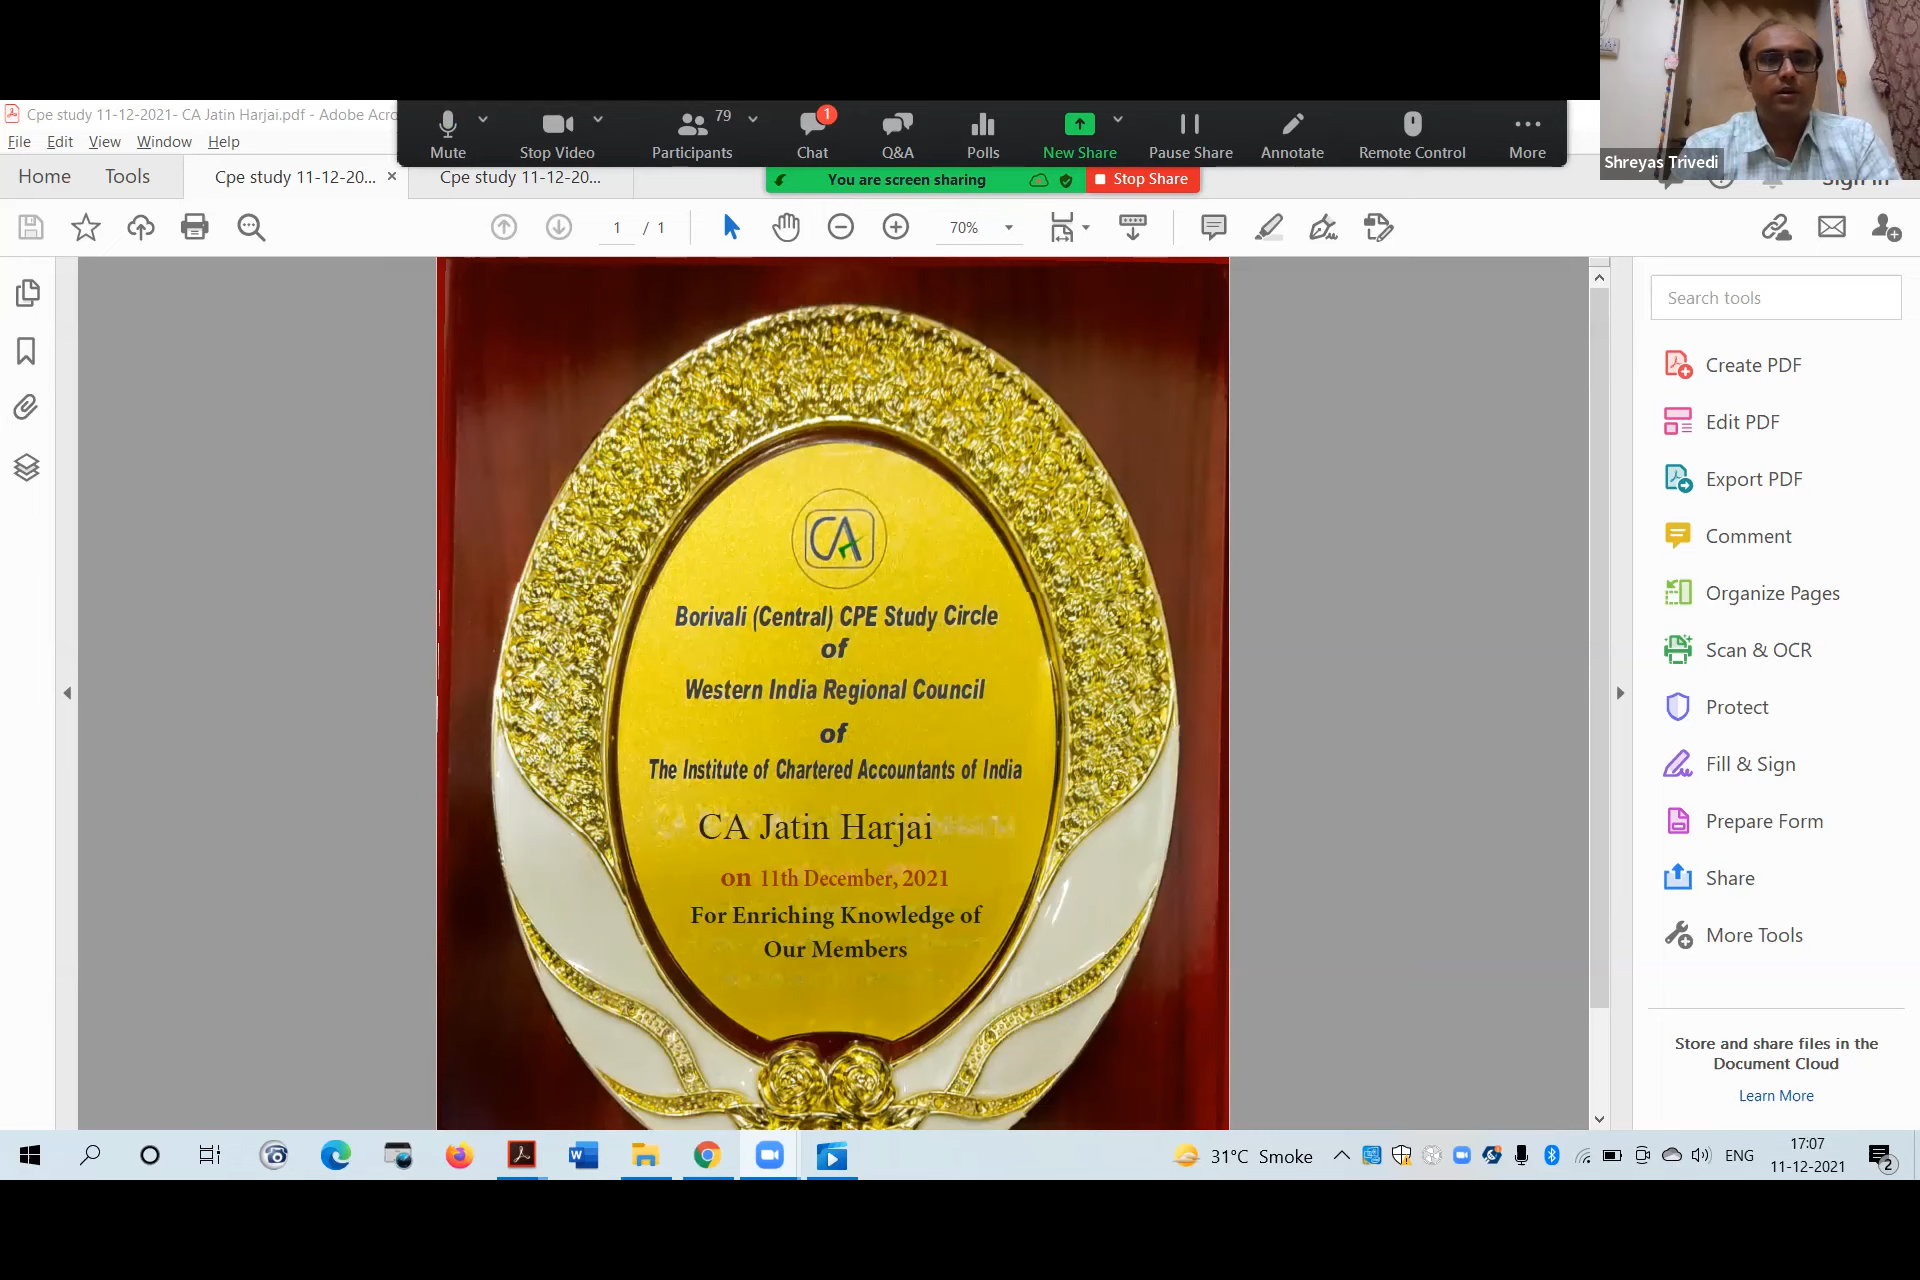 Shreyas Trivedi
Cpe study 11-12-2021- CA Jatin Harjai.pdf - Adobe Acro
File Edit View Window Help
79
1
Mute Stop Video Participants Chat Q&A Polls New Share Pause Share Annotate Remote Control More
You are screen sharing Stop Share
Home Tools Cpe study 11-12-20... × Cpe study 11-12-20...
1 / 1 70%
Search tools
Create PDF
Edit PDF
Export PDF
Comment
Organize Pages
Scan & OCR
Protect
Fill & Sign
Prepare Form
Share
More Tools
Store and share files in the
Document Cloud
Learn More
CA
Borivali (Central) CPE Study Circle
of
Western India Regional Council
of
The Institute of Chartered Accountants of India
CA Jatin Harjai
on 11th December, 2021
For Enriching Knowledge of
Our Members
31°C Smoke ENG
17:07
11-12-2021
2